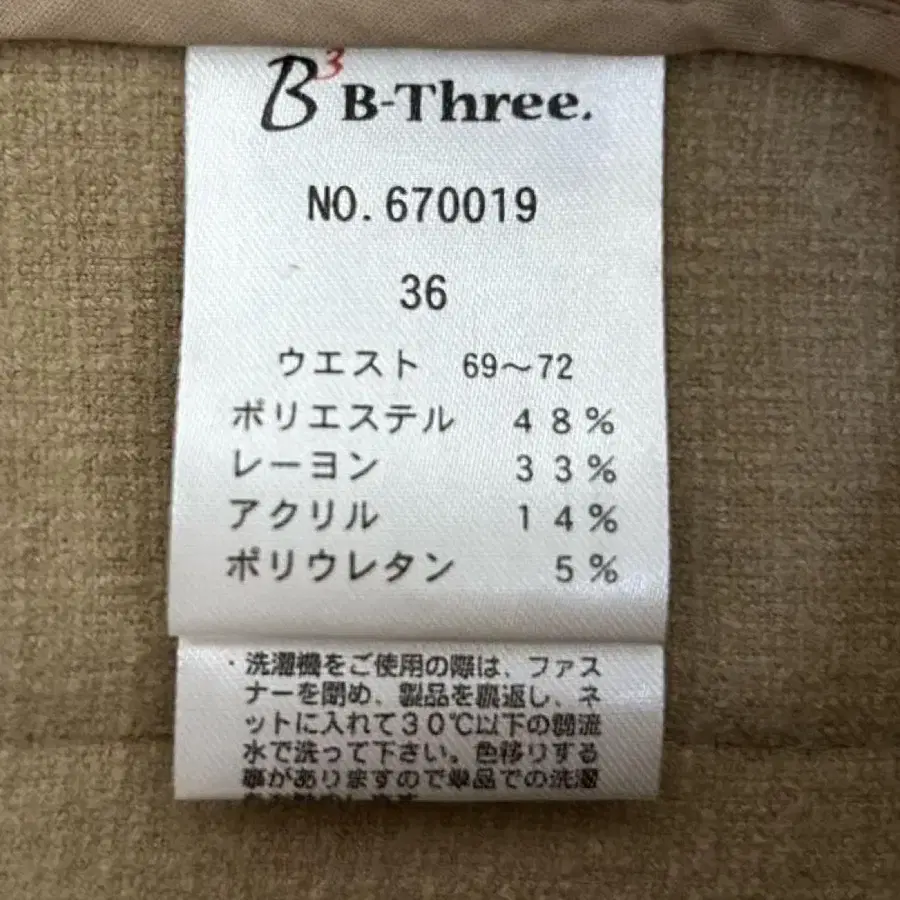 B³ B-Three.
NO.670019
36
ウエスト 69〜72
ポリエステル 48%
レーヨン 33%
アクリル 14%
ポリウレタン 5%
・洗濯機をご使用の際は、ファス
ナーを閉め、製品を裏返し、ネ
ットに入れて30℃以下の弱流
水で洗って下さい。色移りする
事がありますので単品での洗濯